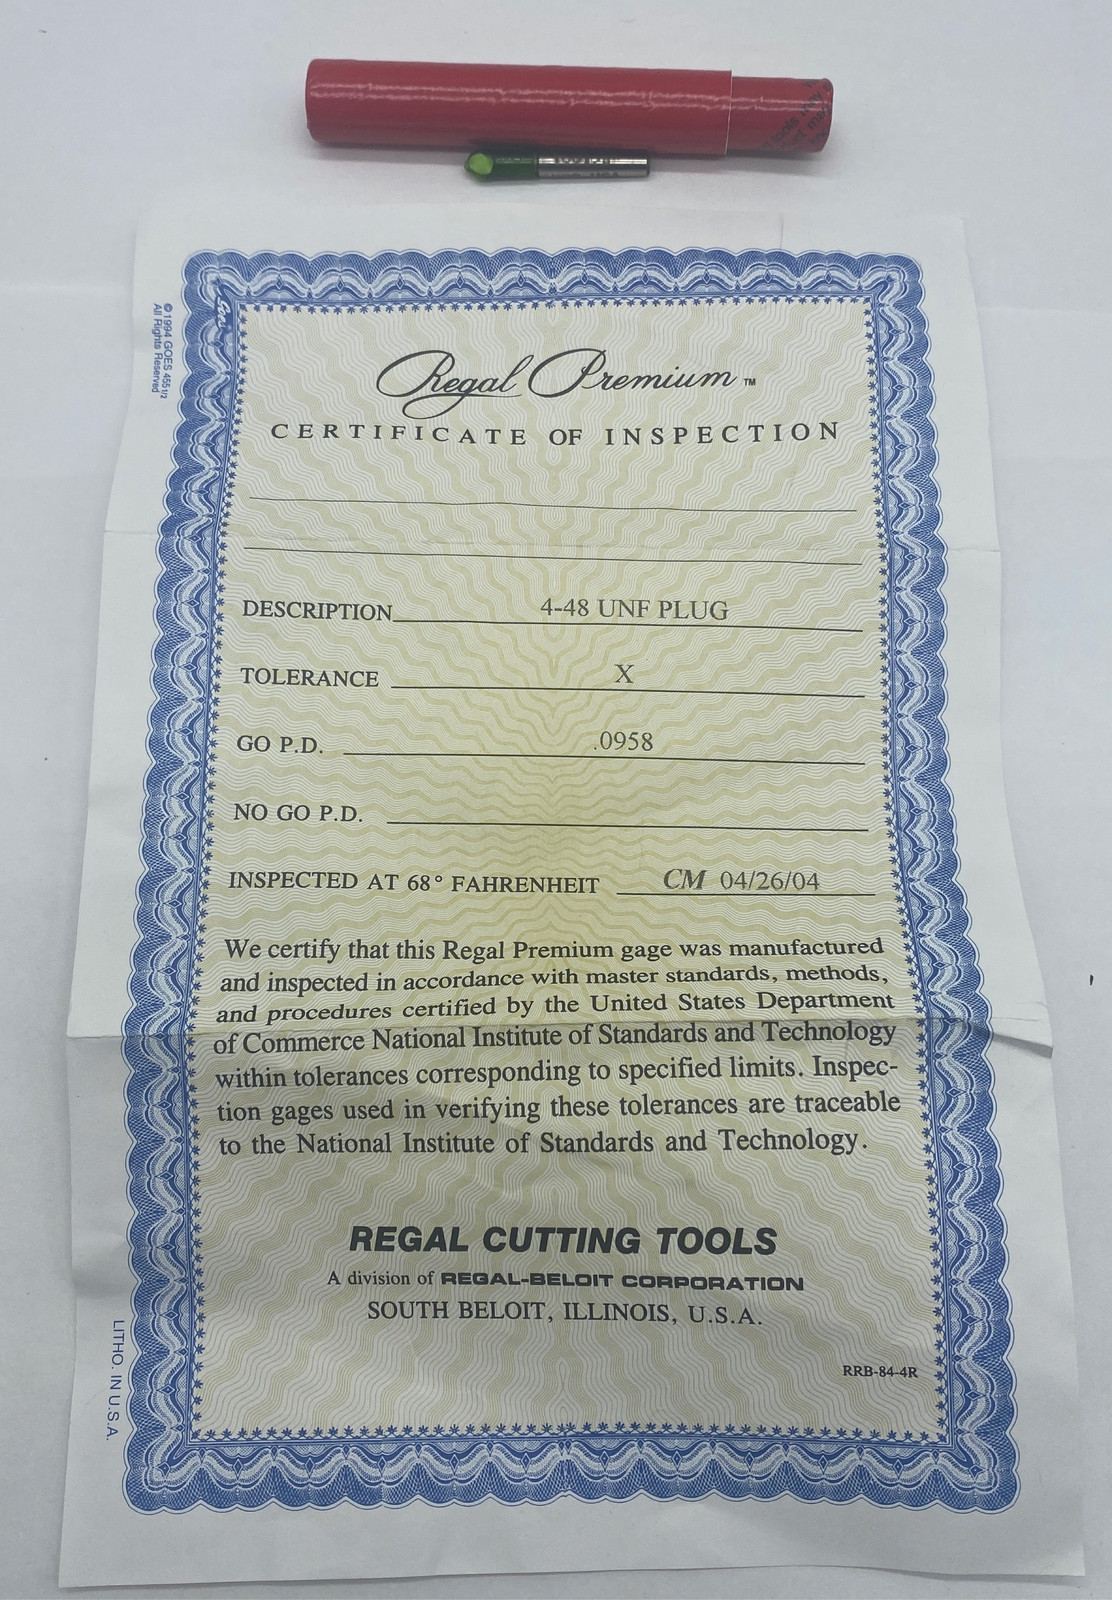 © 1994 GOES 455 1/2
All Rights Reserved
Regal Premium ™
CERTIFICATE OF INSPECTION
DESCRIPTION 4-48 UNF PLUG
TOLERANCE X
GO P.D. .0958
NO GO P.D.
INSPECTED AT 68° FAHRENHEIT CM 04/26/04
We certify that this Regal Premium gage was manufactured
and inspected in accordance with master standards, methods,
and procedures certified by the United States Department
of Commerce National Institute of Standards and Technology
within tolerances corresponding to specified limits. Inspec-
tion gages used in verifying these tolerances are traceable
to the National Institute of Standards and Technology.
REGAL CUTTING TOOLS
A division of REGAL-BELOIT CORPORATION
SOUTH BELOIT, ILLINOIS, U.S.A.
RRB-84-4R
LITHO. IN U.S.A.